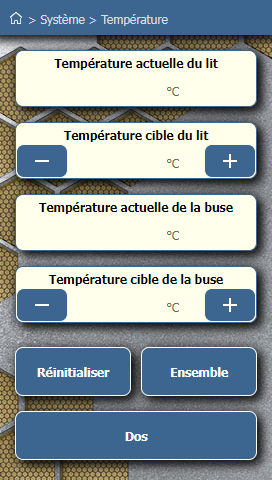 > Système > Température
Température actuelle du lit
°C
Température cible du lit
− °C +
Température actuelle de la buse
°C
Température cible de la buse
− °C +
Réinitialiser Ensemble
Dos